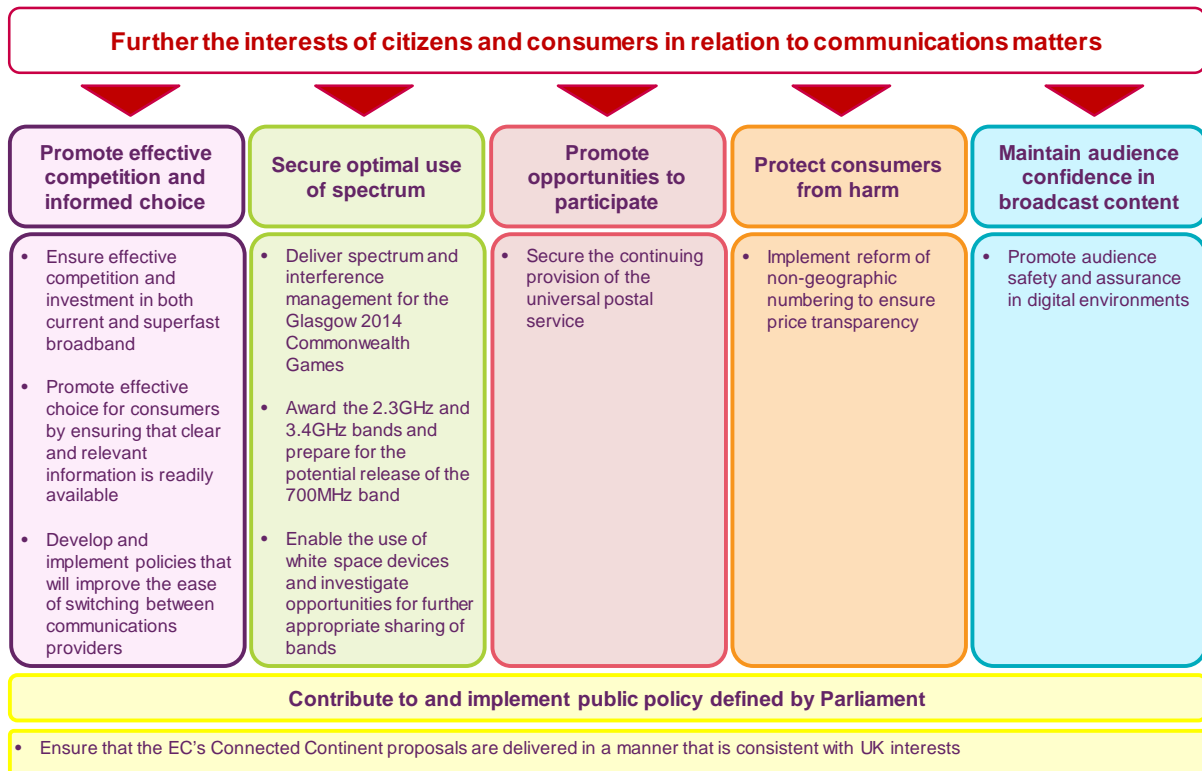 Further the interests of citizens and consumers in relation to communications matters
Promote effective
competition and
informed choice
• Ensure effective
competition and
investment in both
current and superfast
broadband
• Promote effective
choice for consumers
by ensuring that clear
and relevant
information is readily
available
• Develop and
implement policies that
will improve the ease
of switching between
communications
providers
Secure optimal use
of spectrum
• Deliver spectrum and
interference
management for the
Glasgow 2014
Commonwealth
Games
• Award the 2.3GHz and
3.4GHz bands and
prepare for the
potential release of the
700MHz band
• Enable the use of
white space devices
and investigate
opportunities for further
appropriate sharing of
bands
Promote
opportunities to
participate
• Secure the continuing
provision of the
universal postal
service
Protect consumers
from harm
• Implement reform of
non-geographic
numbering to ensure
price transparency
Maintain audience
confidence in
broadcast content
• Promote audience
safety and assurance
in digital environments
Contribute to and implement public policy defined by Parliament
• Ensure that the EC's Connected Continent proposals are delivered in a manner that is consistent with UK interests